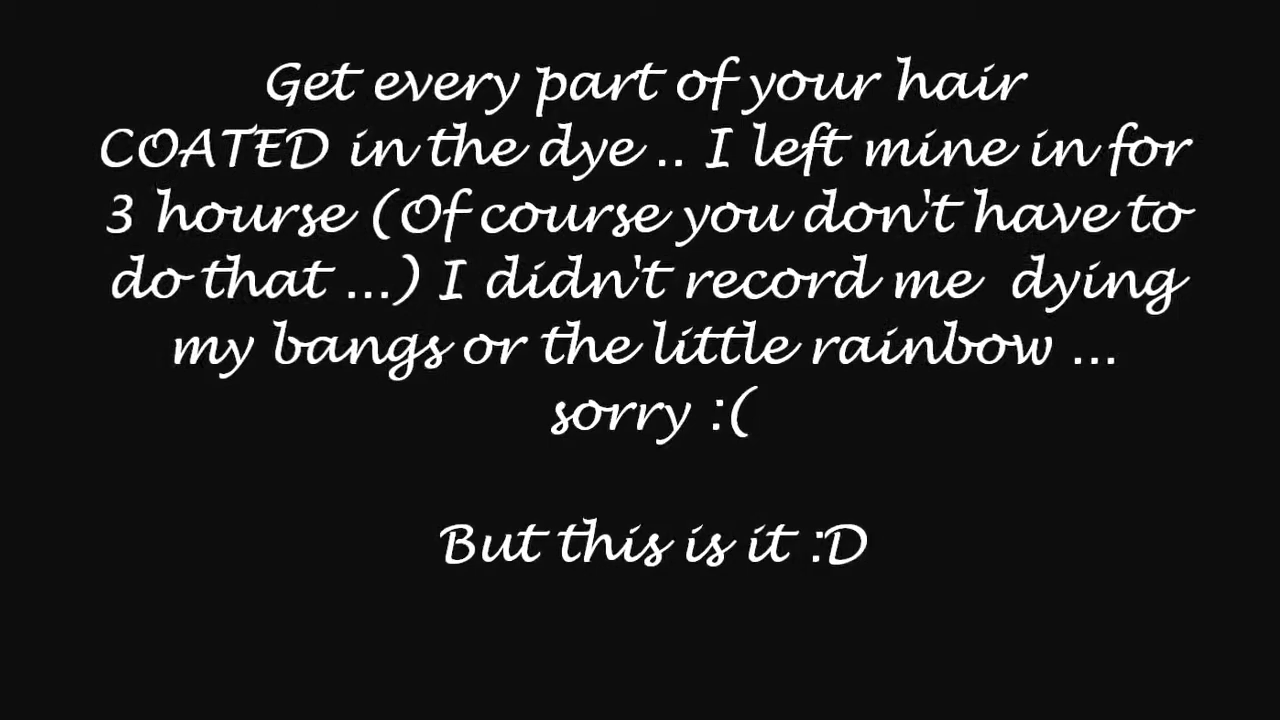 Get every part of your hair
COATED in the dye .. I left mine in for
3 hourse (Of course you don't have to
do that ...) I didn't record me  dying
my bangs or the little rainbow ...
sorry :(
But this is it :D